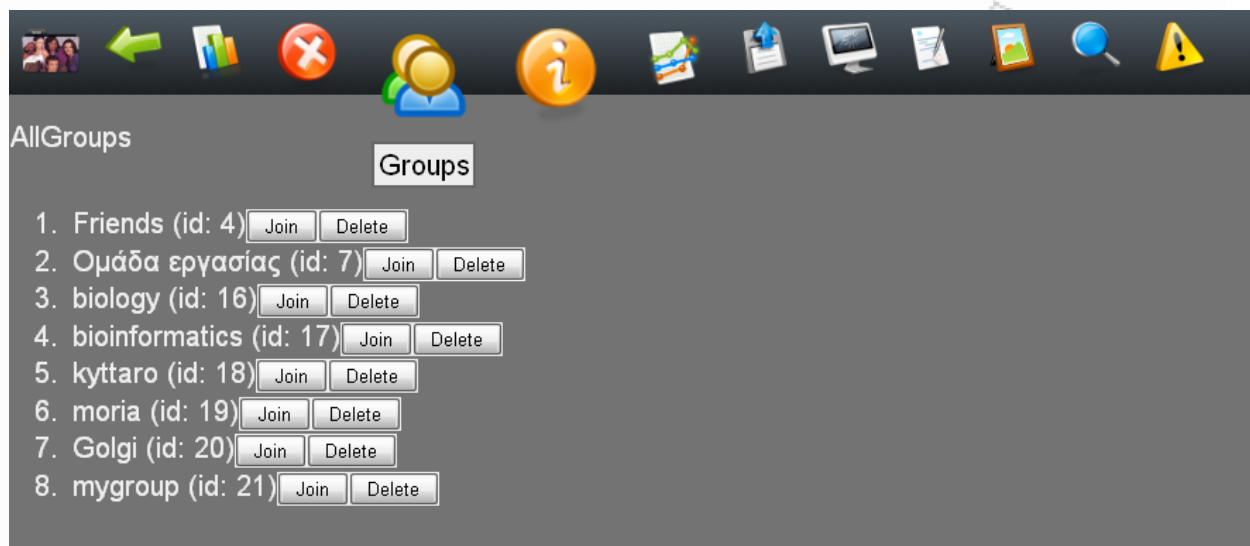 AllGroups
Groups
1. Friends (id: 4) Join Delete
2. Ομάδα εργασίας (id: 7) Join Delete
3. biology (id: 16) Join Delete
4. bioinformatics (id: 17) Join Delete
5. kyttaro (id: 18) Join Delete
6. moria (id: 19) Join Delete
7. Golgi (id: 20) Join Delete
8. mygroup (id: 21) Join Delete